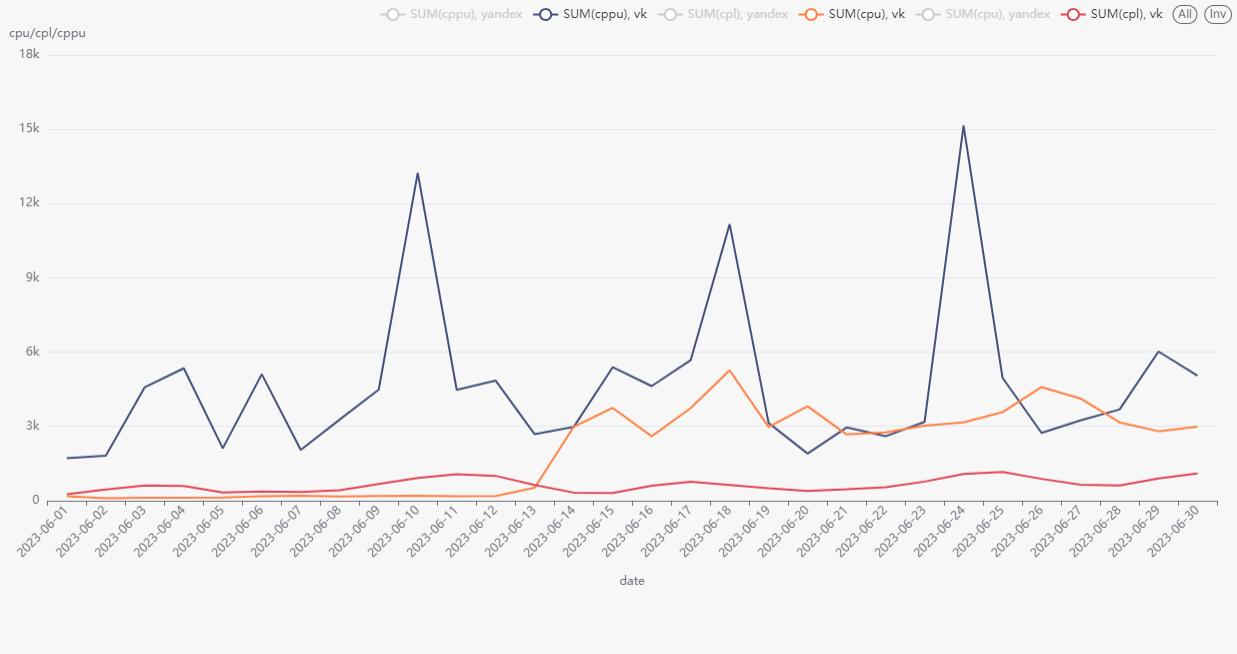 SUM(cppu), yandex SUM(cppu), vk SUM(cpl), yandex SUM(cpu), vk SUM(cpu), yandex SUM(cpl), vk All Inv
cpu/cpl/cppu
18k
15k
12k
9k
6k
3k
0
2023-06-01 2023-06-02 2023-06-03 2023-06-04 2023-06-05 2023-06-06 2023-06-07 2023-06-08 2023-06-09 2023-06-10 2023-06-11 2023-06-12 2023-06-13 2023-06-14 2023-06-15 2023-06-16 2023-06-17 2023-06-18 2023-06-19 2023-06-20 2023-06-21 2023-06-22 2023-06-23 2023-06-24 2023-06-25 2023-06-26 2023-06-27 2023-06-28 2023-06-29 2023-06-30
date